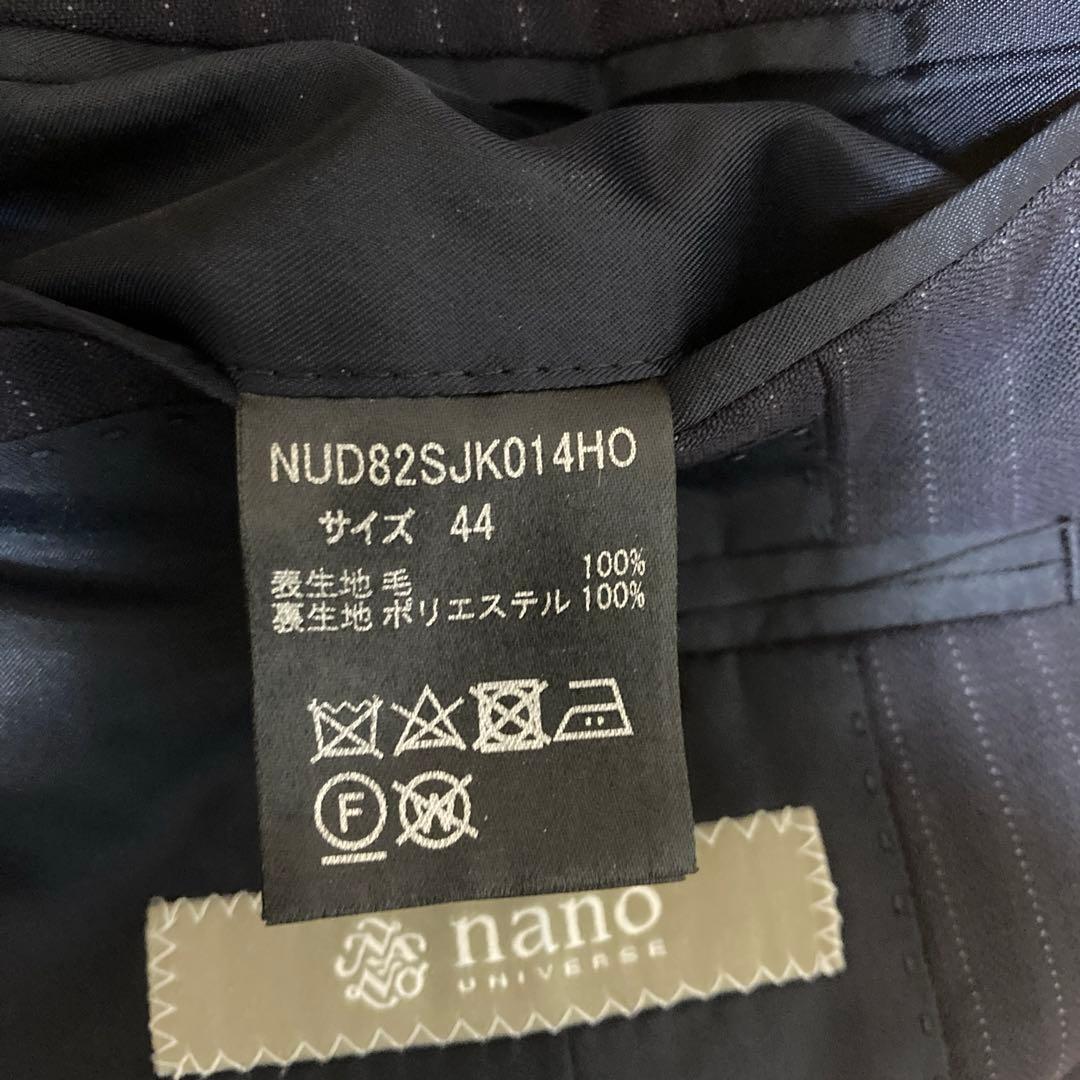 NUD82SJK014HO
サイズ 44
表生地 毛 100%
裏生地 ポリエステル 100%
F
W
nano
UNIVERSE
NANO